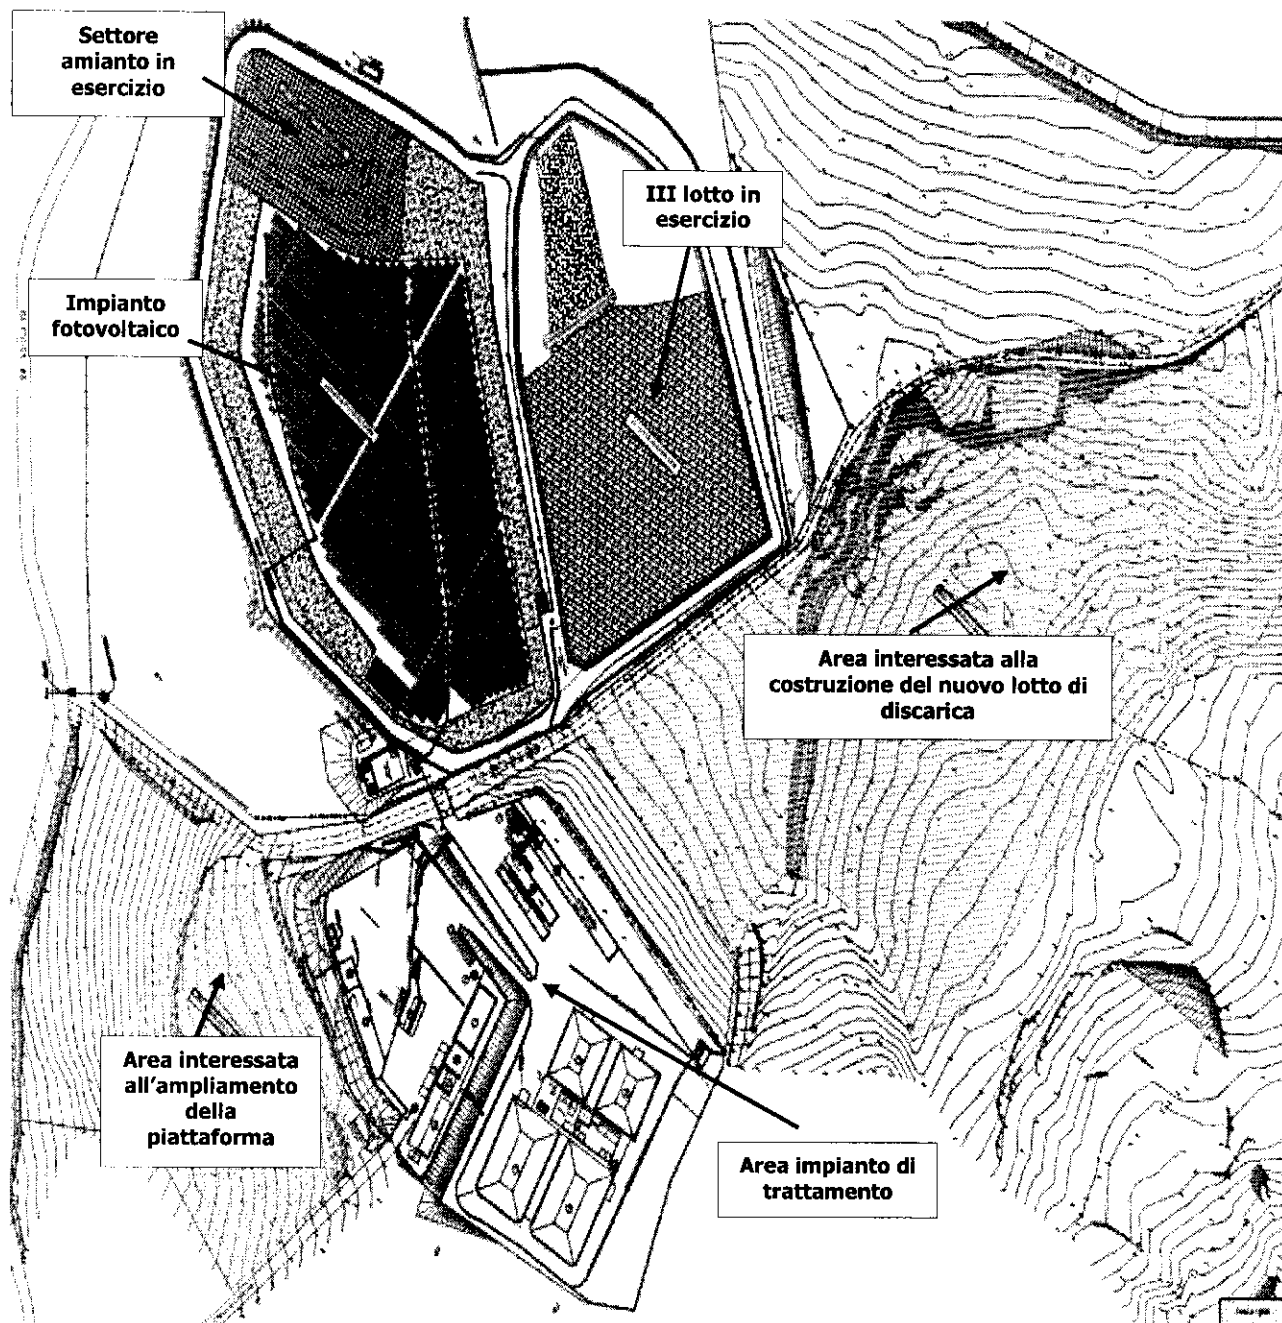 Settore
amianto in
esercizio
III lotto in
esercizio
Impianto
fotovoltaico
Area interessata alla
costruzione del nuovo lotto di
discarica
Area interessata
all'ampliamento
della
piattaforma
Area impianto di
trattamento